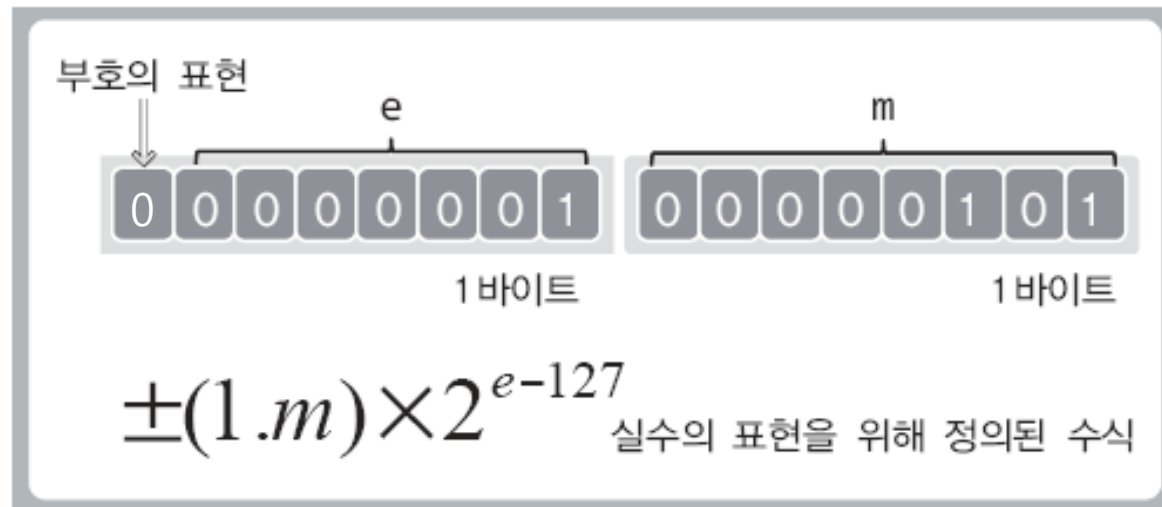 부호의 표현
e m
0 0 0 0 0 0 0 1 0 0 0 0 0 1 0 1
1바이트 1바이트
±(1.m)×2^{e-127} 실수의 표현을 위해 정의된 수식